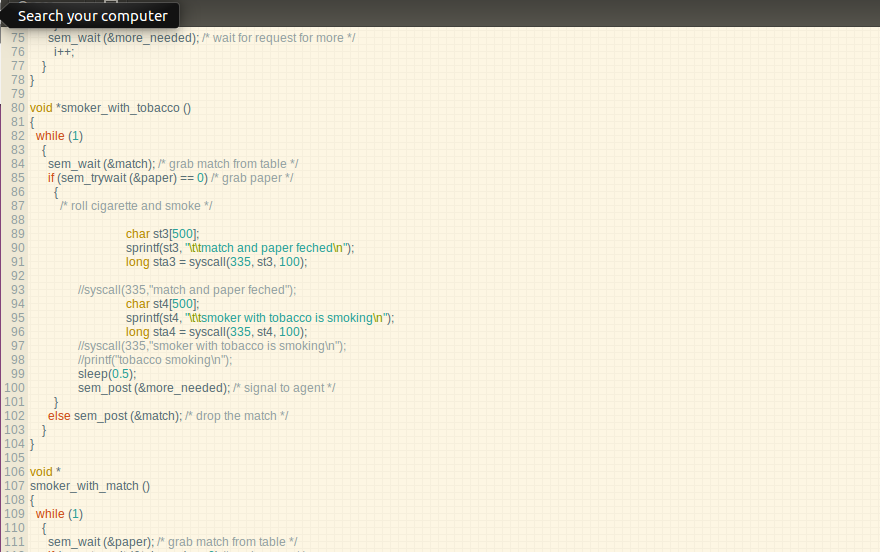 Search your computer
75 sem_wait (&more_needed); /* wait for request for more */
76 i++;
77 }
78 }
79
80 void *smoker_with_tobacco ()
81 {
82 while (1)
83 {
84 sem_wait (&match); /* grab match from table */
85 if (sem_trywait (&paper) == 0) /* grab paper */
86 {
87 /* roll cigarette and smoke */
88
89 char st3[500];
90 sprintf(st3, "\t\tmatch and paper feched\n");
91 long sta3 = syscall(335, st3, 100);
92
93 //syscall(335,"match and paper feched");
94 char st4[500];
95 sprintf(st4, "\t\tsmoker with tobacco is smoking\n");
96 long sta4 = syscall(335, st4, 100);
97 //syscall(335,"smoker with tobacco is smoking\n");
98 //printf("tobacco smoking\n");
99 sleep(0.5);
100 sem_post (&more_needed); /* signal to agent */
101 }
102 else sem_post (&match); /* drop the match */
103 }
104 }
105
106 void *
107 smoker_with_match ()
108 {
109 while (1)
110 {
111 sem_wait (&paper); /* grab match from table */